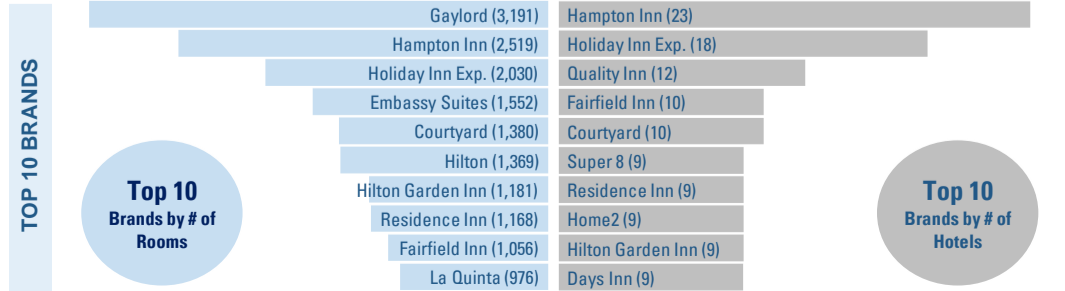 TOP 10 BRANDS
Gaylord (3,191)
Hampton Inn (2,519)
Holiday Inn Exp. (2,030)
Embassy Suites (1,552)
Courtyard (1,380)
Hilton (1,369)
Hilton Garden Inn (1,181)
Residence Inn (1,168)
Fairfield Inn (1,056)
La Quinta (976)
Top 10
Brands by # of
Rooms
Hampton Inn (23)
Holiday Inn Exp. (18)
Quality Inn (12)
Fairfield Inn (10)
Courtyard (10)
Super 8 (9)
Residence Inn (9)
Home2 (9)
Hilton Garden Inn (9)
Days Inn (9)
Top 10
Brands by # of
Hotels